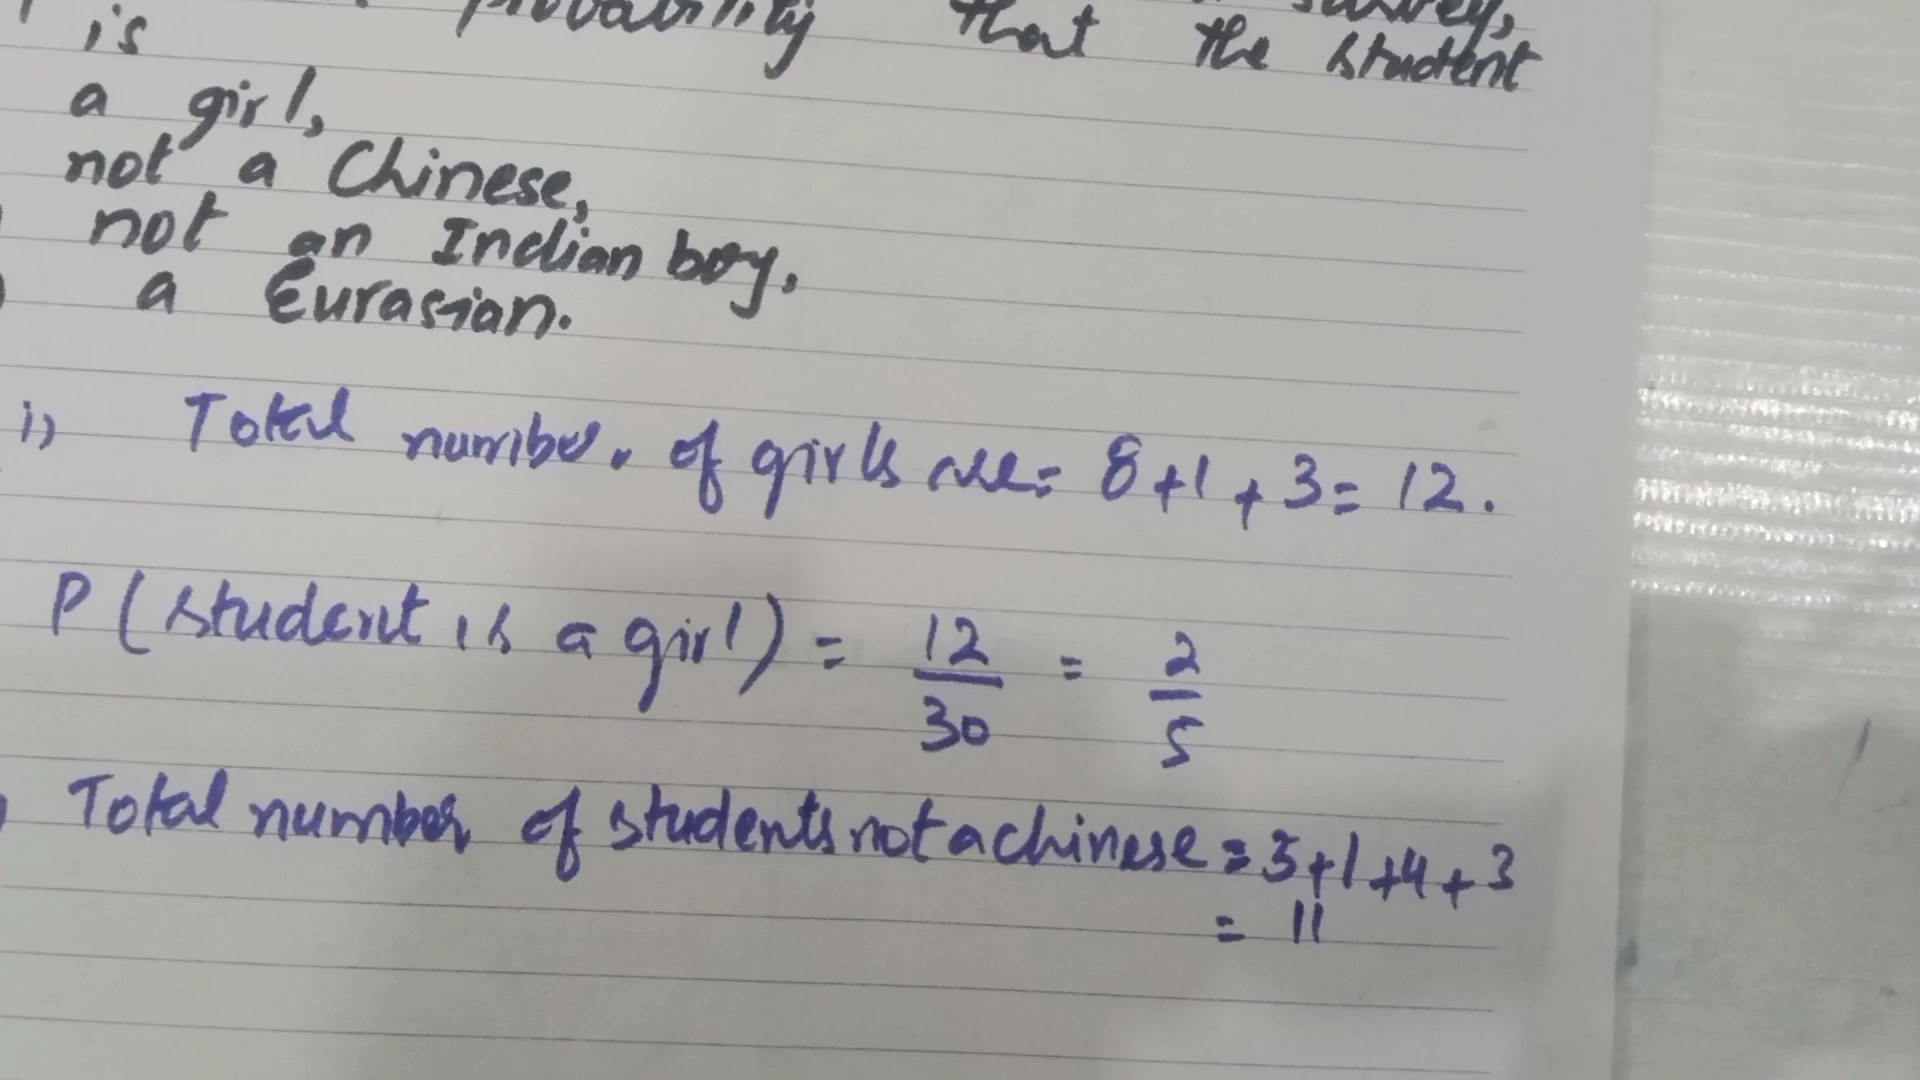 probability that the student
is
a girl,
not a Chinese,
not an Indian boy,
a Eurasian.
i) Total number. of girls are = 8+1+3= 12.
P (student is a girl) = 12/30 = 2/5
Total number of students not a chinese = 3+1+4+3
= 11